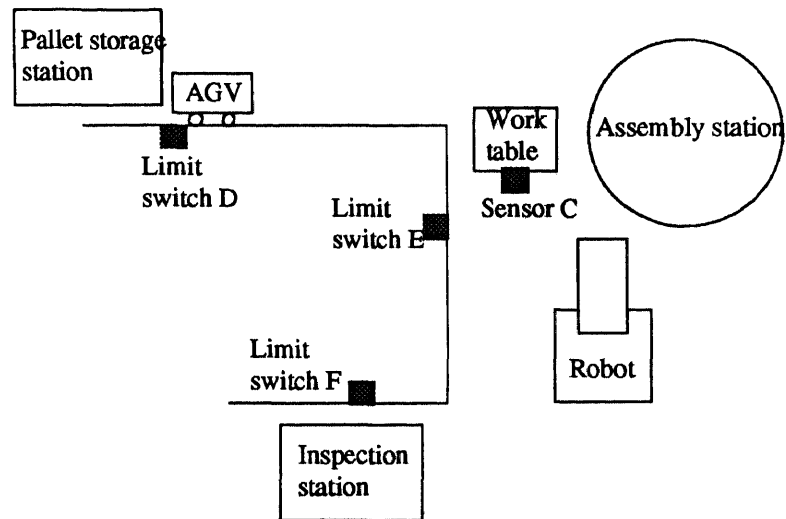 Pallet storage
station
AGV
Work
table
Assembly station
Limit
switch D
Sensor C
Limit
switch E
Limit
switch F
Robot
Inspection
station